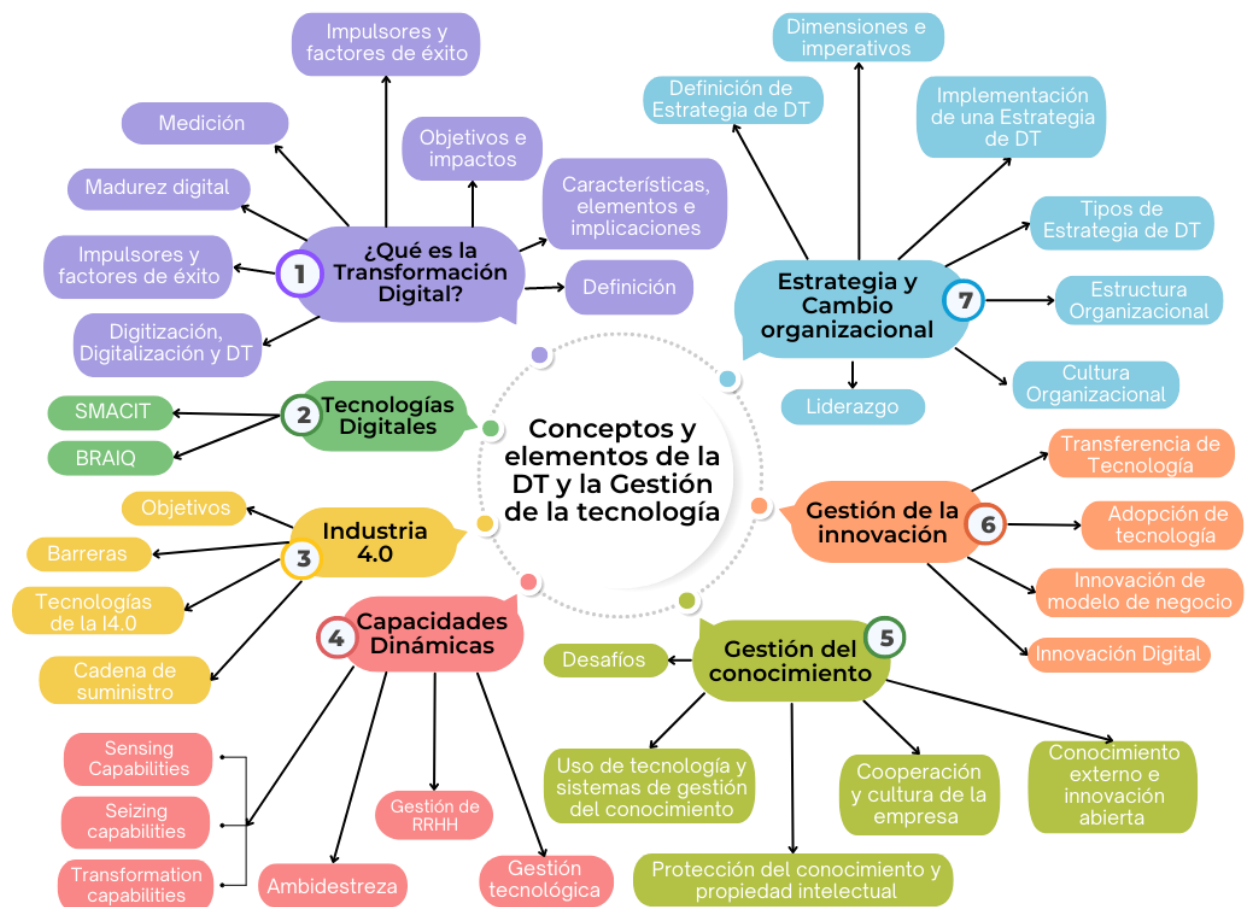 Impulsores y
factores de éxito
Medición
Objetivos e
impactos
Madurez digital
Características,
elementos e
implicaciones
Impulsores y
factores de éxito
1
¿Qué es la
Transformación
Digital?
Definición
Digitización,
Digitalización y DT
Dimensiones e
imperativos
Definición de
Estrategia de DT
Implementación
de una Estrategia
de DT
Tipos de
Estrategia de DT
Estrategia y
Cambio
organizacional
7
Estructura
Organizacional
Cultura
Organizacional
Liderazgo
SMACIT
BRAIQ
2
Tecnologías
Digitales
Conceptos y
elementos de la
DT y la Gestión
de la tecnología
Transferencia de
Tecnología
Gestión de la
innovación
6
Adopción de
tecnología
Innovación de
modelo de negocio
Innovación Digital
Objetivos
Barreras
Industria
4.0
3
Tecnologías
de la I4.0
Cadena de
suministro
4
Capacidades
Dinámicas
Sensing
Capabilities
Seizing
capabilities
Transformation
capabilities
Ambidestreza
Gestión de
RRHH
Gestión
tecnológica
Desafíos
Gestión del
conocimiento
5
Uso de tecnología y
sistemas de gestión
del conocimiento
Cooperación
y cultura de la
empresa
Conocimiento
externo e
innovación
abierta
Protección del conocimiento y
propiedad intelectual